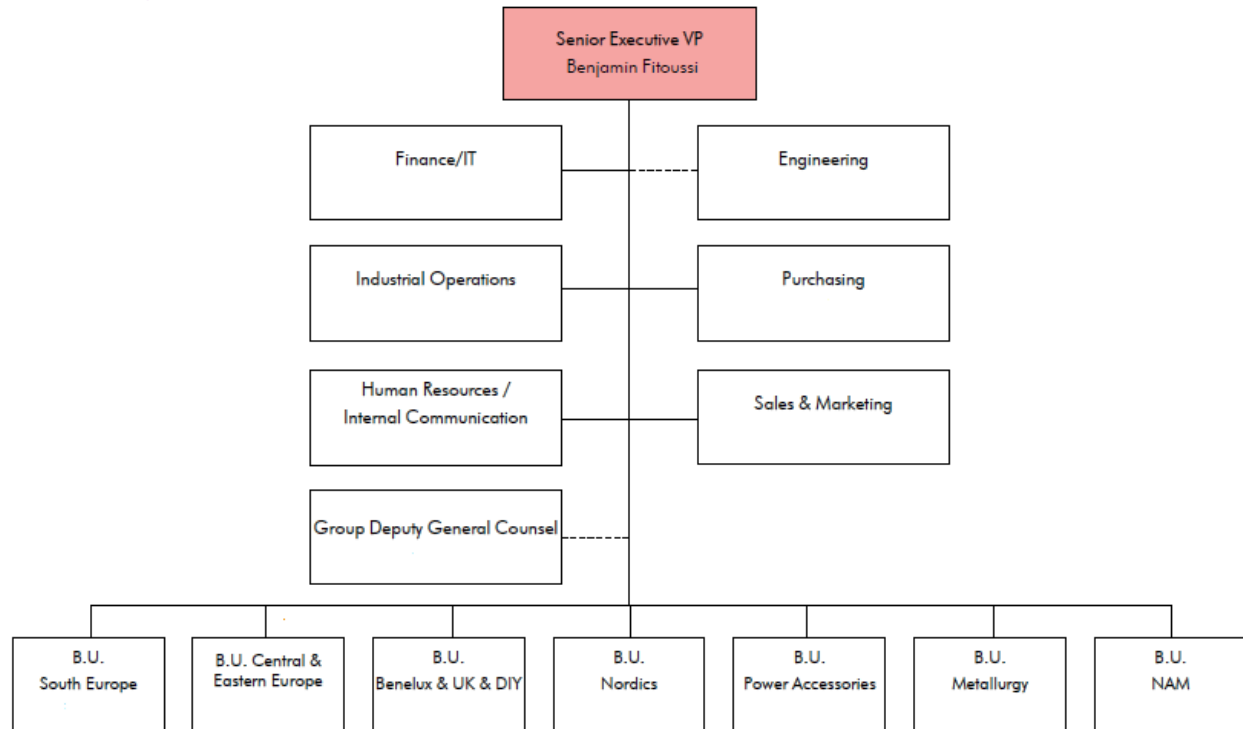 Senior Executive VP
Benjamin Fitoussi
Finance/IT
Engineering
Industrial Operations
Purchasing
Human Resources /
Internal Communication
Sales & Marketing
Group Deputy General Counsel
B.U.
South Europe
B.U. Central &
Eastern Europe
B.U.
Benelux & UK & DIY
B.U.
Nordics
B.U.
Power Accessories
B.U.
Metallurgy
B.U.
NAM